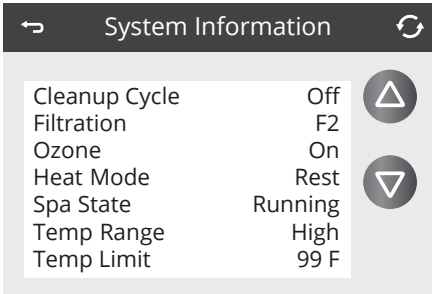 System Information
Cleanup Cycle Off
Filtration F2
Ozone On
Heat Mode Rest
Spa State Running
Temp Range High
Temp Limit 99 F